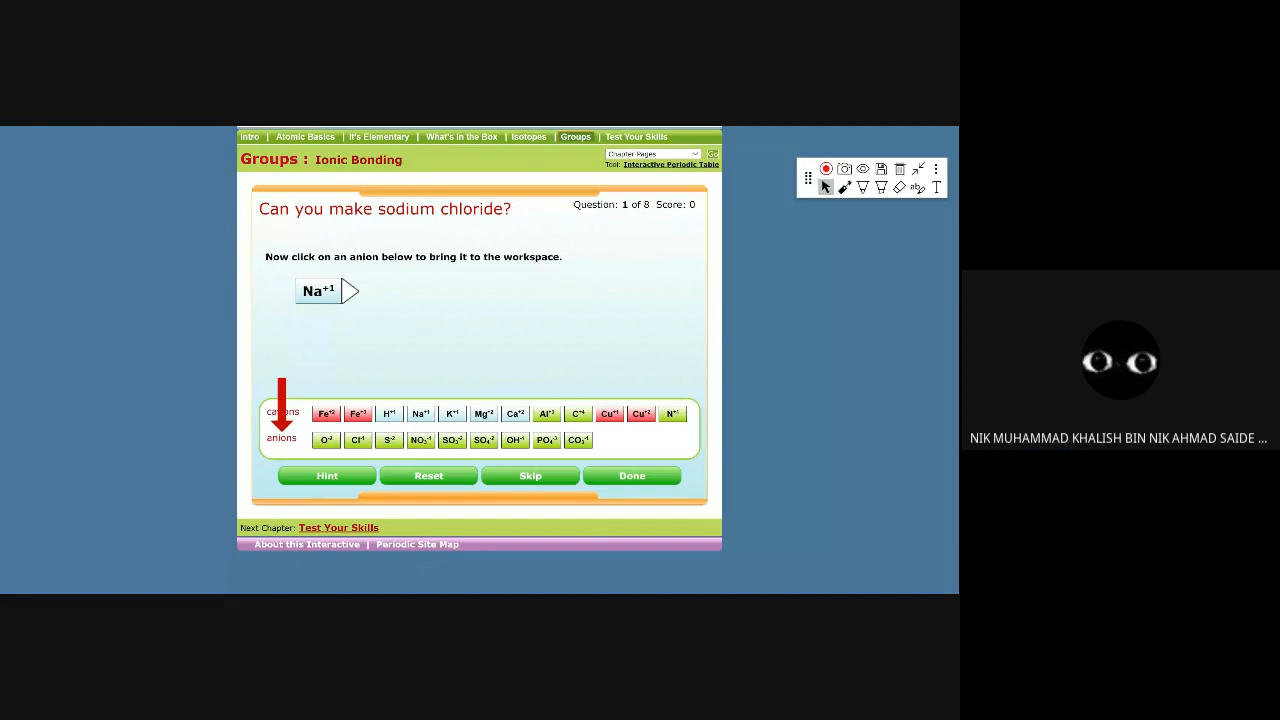 Intro | Atomic Basics | It's Elementary | What's in the Box | Isotopes | Groups | Test Your Skills
Groups : Ionic Bonding
Chapter Pages Go
Tool: Interactive Periodic Table
Can you make sodium chloride?
Question: 1 of 8 Score: 0
Now click on an anion below to bring it to the workspace.
Na⁺¹
cations Fe⁺² Fe⁺³ H⁺¹ Na⁺¹ K⁺¹ Mg⁺² Ca⁺² Al⁺³ C⁺⁴ Cu⁺¹ Cu⁺² N⁺¹
anions O⁻² Cl⁻¹ S⁻² NO₃⁻¹ SO₃⁻² SO₄⁻² OH⁻¹ PO₄⁻³ CO₃⁻¹
Hint Reset Skip Done
Next Chapter: Test Your Skills
About this Interactive | Periodic Site Map
NIK MUHAMMAD KHALISH BIN NIK AHMAD SAIDE ...